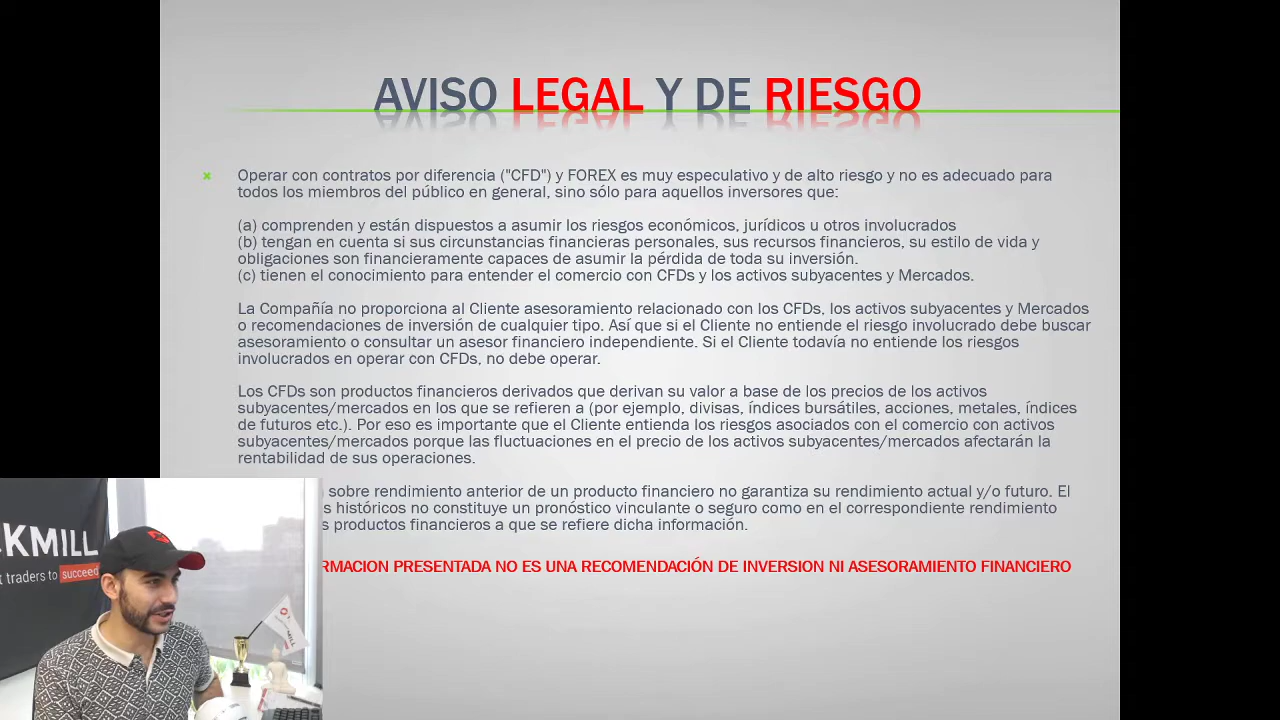 AVISO LEGAL Y DE RIESGO
Operar con contratos por diferencia ("CFD") y FOREX es muy especulativo y de alto riesgo y no es adecuado para
todos los miembros del público en general, sino sólo para aquellos inversores que:
(a) comprenden y están dispuestos a asumir los riesgos económicos, jurídicos u otros involucrados
(b) tengan en cuenta si sus circunstancias financieras personales, sus recursos financieros, su estilo de vida y
obligaciones son financieramente capaces de asumir la pérdida de toda su inversión.
(c) tienen el conocimiento para entender el comercio con CFDs y los activos subyacentes y Mercados.
La Compañía no proporciona al Cliente asesoramiento relacionado con los CFDs, los activos subyacentes y Mercados
o recomendaciones de inversión de cualquier tipo. Así que si el Cliente no entiende el riesgo involucrado debe buscar
asesoramiento o consultar un asesor financiero independiente. Si el Cliente todavía no entiende los riesgos
involucrados en operar con CFDs, no debe operar.
Los CFDs son productos financieros derivados que derivan su valor a base de los precios de los activos
subyacentes/mercados en los que se refieren a (por ejemplo, divisas, índices bursátiles, acciones, metales, índices
de futuros etc.). Por eso es importante que el Cliente entienda los riesgos asociados con el comercio con activos
subyacentes/mercados porque las fluctuaciones en el precio de los activos subyacentes/mercados afectarán la
rentabilidad de sus operaciones.
sobre rendimiento anterior de un producto financiero no garantiza su rendimiento actual y/o futuro. El
s históricos no constituye un pronóstico vinculante o seguro como en el correspondiente rendimiento
s productos financieros a que se refiere dicha información.
RMACION PRESENTADA NO ES UNA RECOMENDACIÓN DE INVERSION NI ASESORAMIENTO FINANCIERO
CKMILL
t traders to succeed